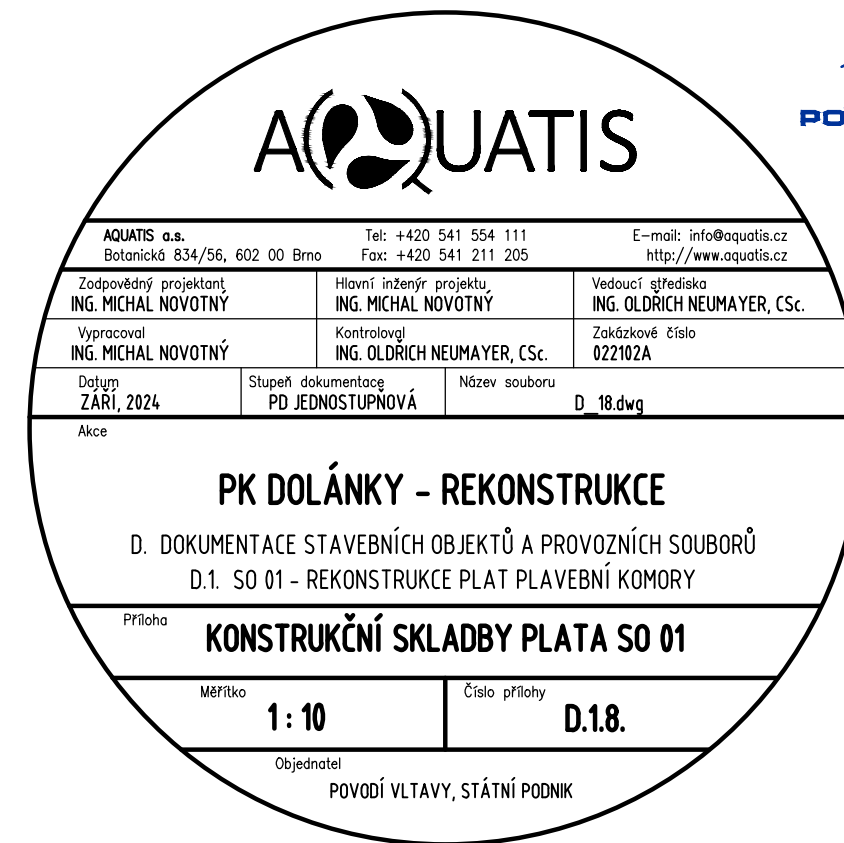 AQUATIS
PO
AQUATIS a.s. Tel: +420 541 554 111 E-mail: info@aquatis.cz
Botanická 834/56, 602 00 Brno Fax: +420 541 211 205 http://www.aquatis.cz
Zodpovědný projektant Hlavní inženýr projektu Vedoucí střediska
ING. MICHAL NOVOTNÝ ING. MICHAL NOVOTNÝ ING. OLDŘICH NEUMAYER, CSc.
Vypracoval Kontroloval Zakázkové číslo
ING. MICHAL NOVOTNÝ ING. OLDŘICH NEUMAYER, CSc. 022102A
Datum Stupeň dokumentace Název souboru
ZÁŘÍ, 2024 PD JEDNOSTUPŇOVÁ D_18.dwg
Akce
PK DOLÁNKY - REKONSTRUKCE
D. DOKUMENTACE STAVEBNÍCH OBJEKTŮ A PROVOZNÍCH SOUBORŮ
D.1. SO 01 - REKONSTRUKCE PLAT PLAVEBNÍ KOMORY
Příloha
KONSTRUKČNÍ SKLADBY PLATA SO 01
Měřítko Číslo přílohy
1 : 10 D.1.8.
Objednatel
POVODÍ VLTAVY, STÁTNÍ PODNIK